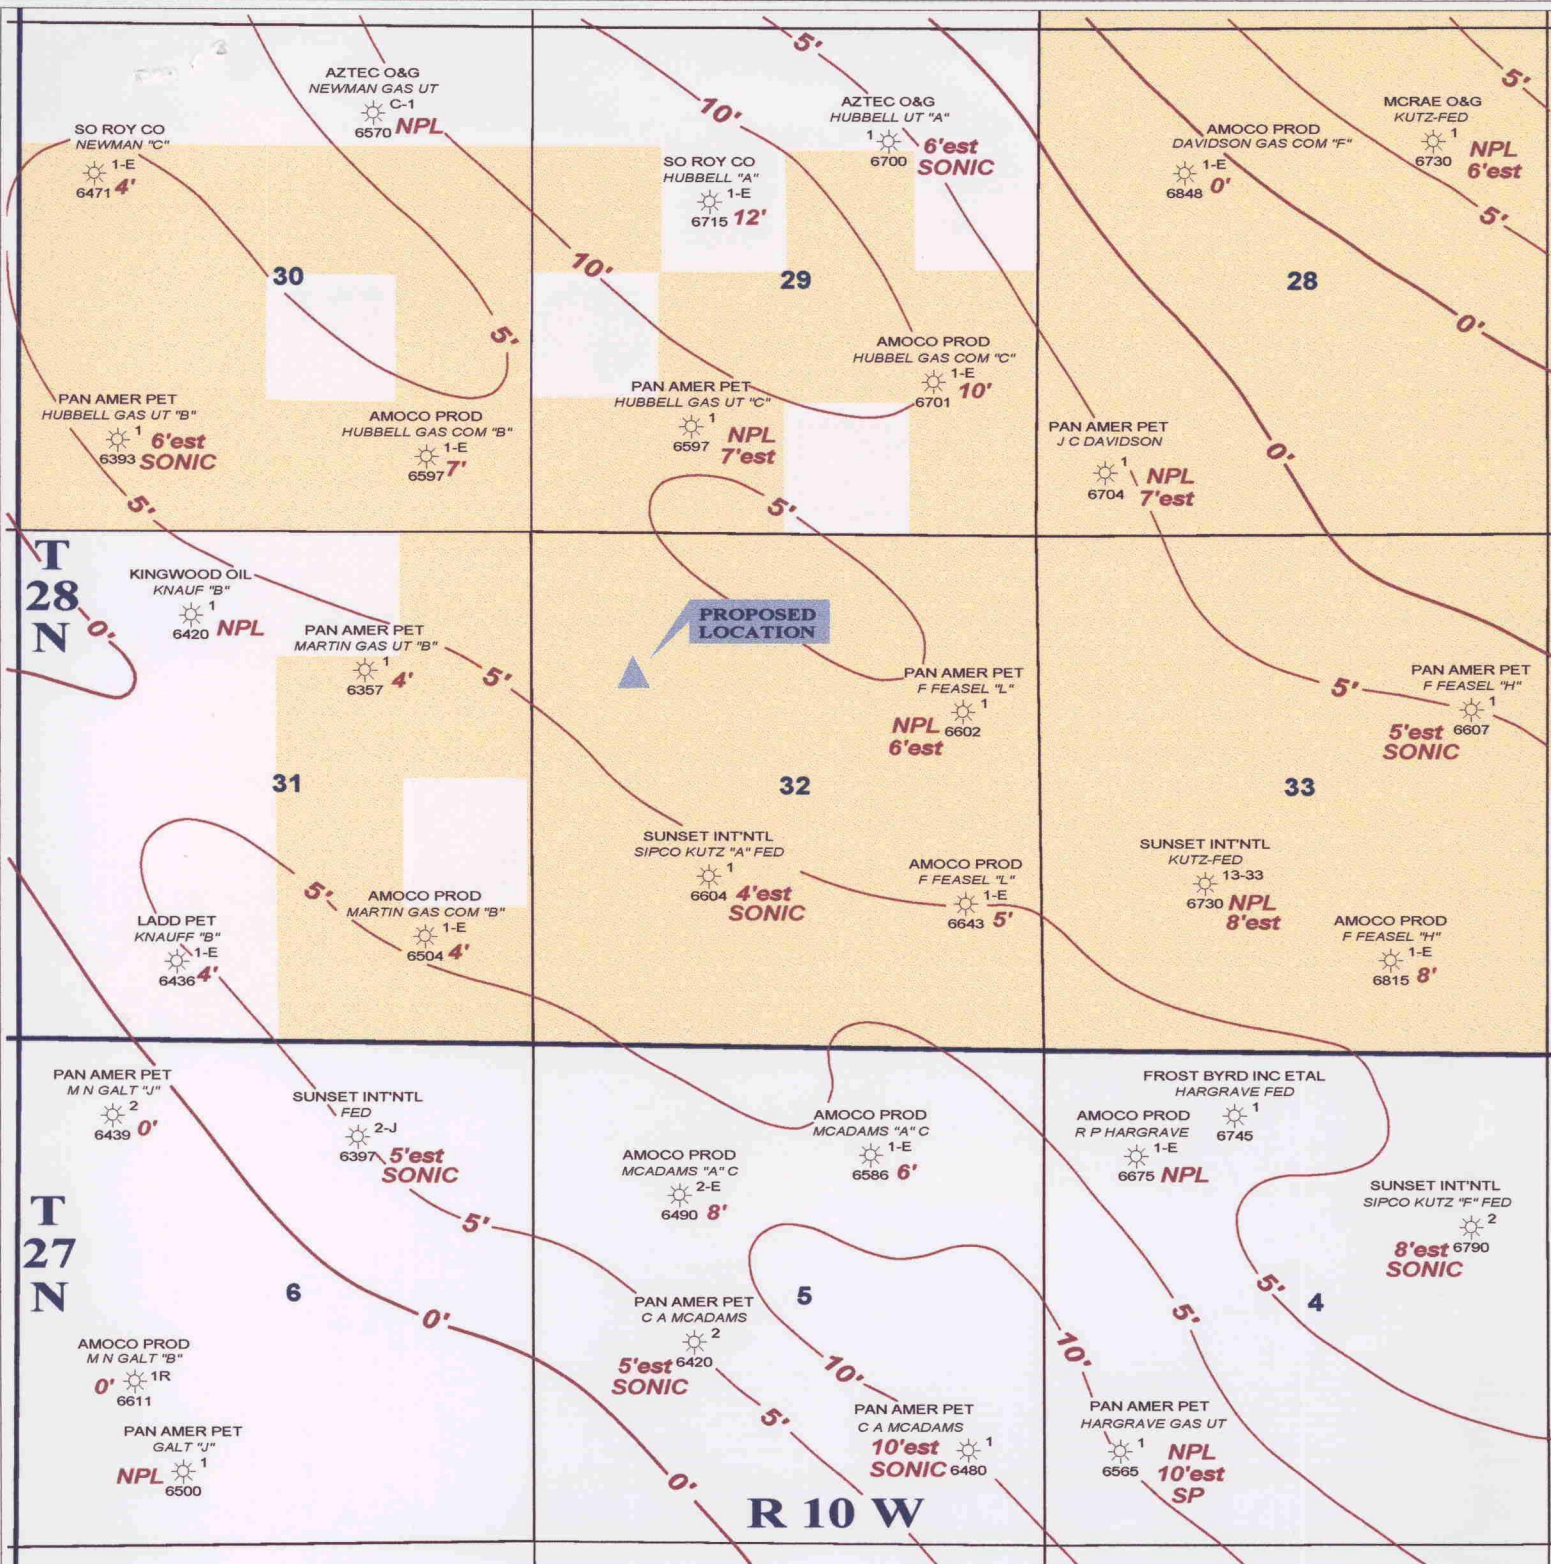 5'
AZTEC O&G
NEWMAN GAS UT
C-1
6570 NPL
10'
AZTEC O&G
HUBBELL UT "A"
1
6700 6'est
SONIC
5'
MCRAE O&G
KUTZ-FED
1
6730 NPL
6'est
SO ROY CO
NEWMAN "C"
1-E
6471 4'
SO ROY CO
HUBBELL "A"
1-E
6715 12'
AMOCO PROD
DAVIDSON GAS COM "F"
1-E
6848 0'
5'
30
10'
29
28
5'
0'
AMOCO PROD
HUBBEL GAS COM "C"
1-E
6701 10'
PAN AMER PET
HUBBELL GAS UT "B"
1
6393 6'est
SONIC
AMOCO PROD
HUBBELL GAS COM "B"
1-E
6597 7'
PAN AMER PET
HUBBELL GAS UT "C"
1
6597 NPL
7'est
PAN AMER PET
J C DAVIDSON
1
6704 NPL
7'est
0'
5'
5'
T
28
N
0'
KINGWOOD OIL
KNAUF "B"
1
6420 NPL
PAN AMER PET
MARTIN GAS UT "B"
1
6357 4'
5'
PROPOSED
LOCATION
PAN AMER PET
F FEASEL "L"
1
NPL 6602
6'est
5'
PAN AMER PET
F FEASEL "H"
1
5'est 6607
SONIC
31
32
33
SUNSET INT'NTL
SIPCO KUTZ "A" FED
1
6604 4'est
SONIC
AMOCO PROD
F FEASEL "L"
1-E
6643 5'
SUNSET INT'NTL
KUTZ-FED
13-33
6730 NPL
8'est
5'
AMOCO PROD
MARTIN GAS COM "B"
1-E
6504 4'
LADD PET
KNAUFF "B"
1-E
6436 4'
AMOCO PROD
F FEASEL "H"
1-E
6815 8'
PAN AMER PET
M N GALT "J"
2
6439 0'
SUNSET INT'NTL
FED
2-J
6397 5'est
SONIC
AMOCO PROD
MCADAMS "A" C
2-E
6490 8'
AMOCO PROD
MCADAMS "A" C
1-E
6586 6'
FROST BYRD INC ETAL
HARGRAVE FED
1
6745
AMOCO PROD
R P HARGRAVE
1-E
6675 NPL
SUNSET INT'NTL
SIPCO KUTZ "F" FED
2
8'est 6790
SONIC
T
27
N
5'
5'
6
5
4
5'
0'
PAN AMER PET
C A MCADAMS
2
5'est 6420
SONIC
10'
10'
AMOCO PROD
M N GALT "B"
0' 1R
6611
5'
PAN AMER PET
C A MCADAMS
10'est 1
SONIC 6480
PAN AMER PET
HARGRAVE GAS UT
1
6565 NPL
10'est
SP
PAN AMER PET
GALT "J"
NPL 1
6500
0'
R 10 W